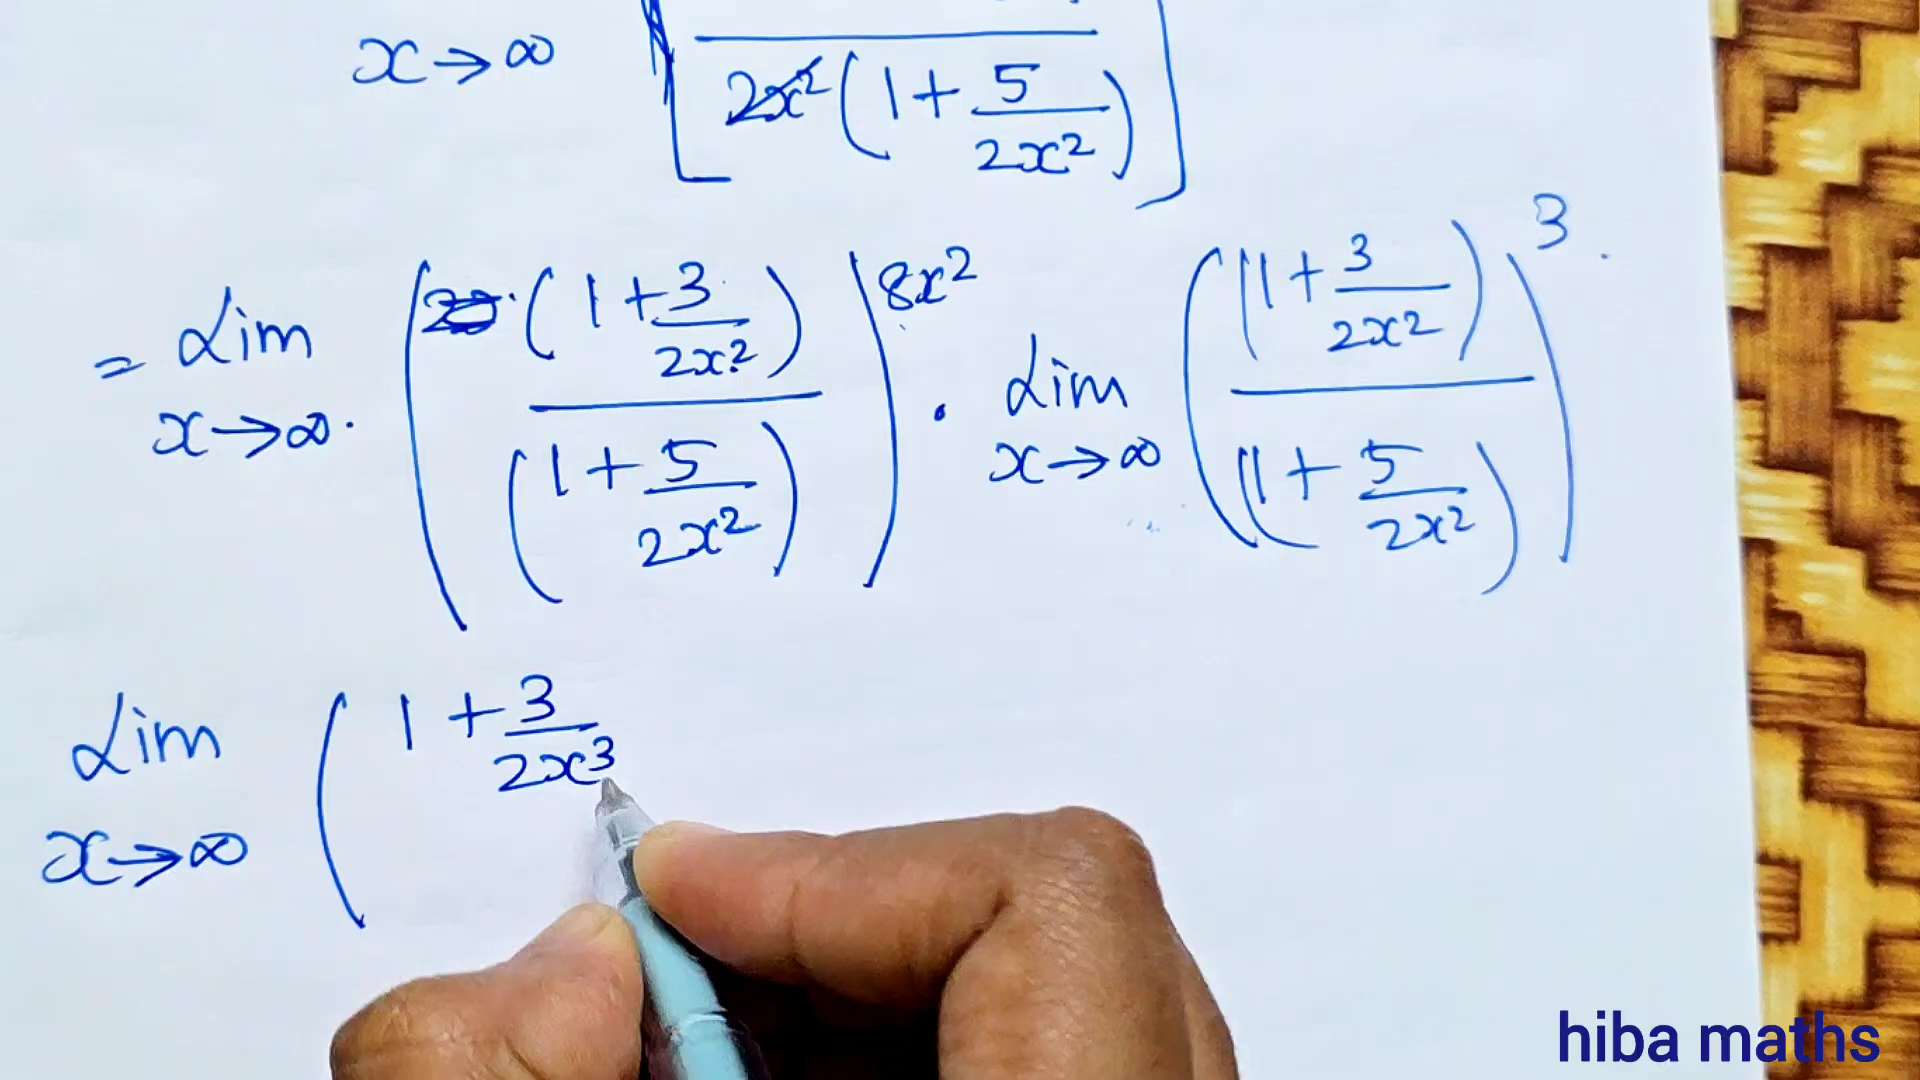 x→∞ [ / 2x² (1 + 5/2x²) ]
= Lim x→∞ ( (1 + 3/2x²) / (1 + 5/2x²) )^8x² . Lim x→∞ ( (1 + 3/2x²) / (1 + 5/2x²) )^3
Lim x→∞ ( 1 + 3/2x³
hiba maths